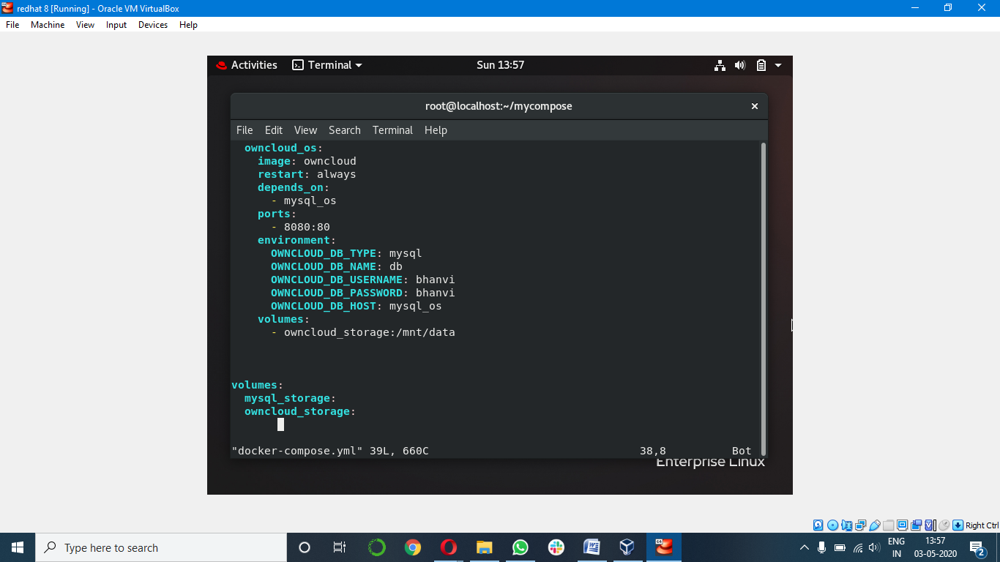 redhat 8 [Running] - Oracle VM VirtualBox
File Machine View Input Devices Help
Activities Terminal Sun 13:57
root@localhost:~/mycompose
File Edit View Search Terminal Help
  owncloud_os:
    image: owncloud
    restart: always
    depends_on:
      - mysql_os
    ports:
      - 8080:80
    environment:
      OWNCLOUD_DB_TYPE: mysql
      OWNCLOUD_DB_NAME: db
      OWNCLOUD_DB_USERNAME: bhanvi
      OWNCLOUD_DB_PASSWORD: bhanvi
      OWNCLOUD_DB_HOST: mysql_os
    volumes:
      - owncloud_storage:/mnt/data
volumes:
  mysql_storage:
  owncloud_storage:
"docker-compose.yml" 39L, 660C 38,8 Bot
Enterprise Linux
Right Ctrl
Type here to search
ENG
IN
13:57
03-05-2020
2